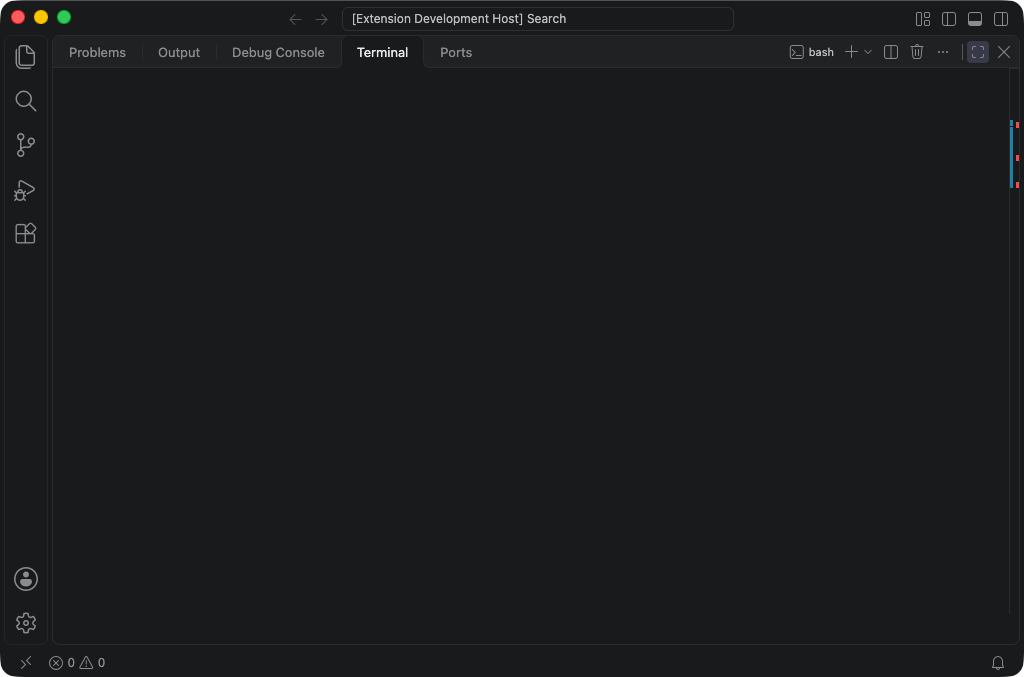 [Extension Development Host] Search
Problems Output Debug Console Terminal Ports bash
0 0